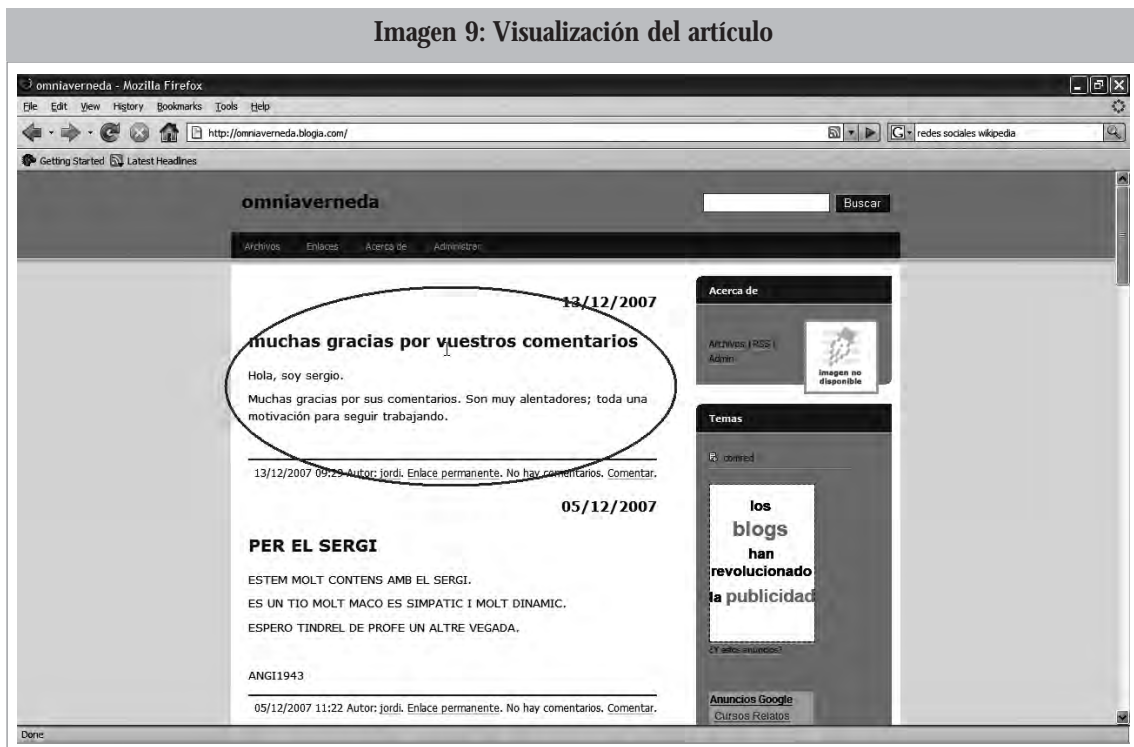 Imagen 9: Visualización del artículo
omniaverneda - Mozilla Firefox
File Edit View History Bookmarks Tools Help
http://omniaverneda.blogia.com/
G redes sociales wikipedia
Getting Started Latest Headlines
omniaverneda
Buscar
Archivos Enlaces Acerca de Administrar
13/12/2007
muchas gracias por vuestros comentarios
Hola, soy sergio.
Muchas gracias por sus comentarios. Son muy alentadores; toda una
motivación para seguir trabajando.
13/12/2007 09:29 Autor: jordi. Enlace permanente. No hay comentarios. Comentar.
05/12/2007
PER EL SERGI
ESTEM MOLT CONTENS AMB EL SERGI.
ES UN TIO MOLT MACO ES SIMPATIC I MOLT DINAMIC.
ESPERO TINDREL DE PROFE UN ALTRE VEGADA.
ANGI1943
05/12/2007 11:22 Autor: jordi. Enlace permanente. No hay comentarios. Comentar.
Acerca de
Archivos | RSS |
Admin
imagen no
disponible
Temas
comred
los
blogs
han
revolucionado
la publicidad
¿Y estos anuncios?
Anuncios Google
Cursos Relatos
Done